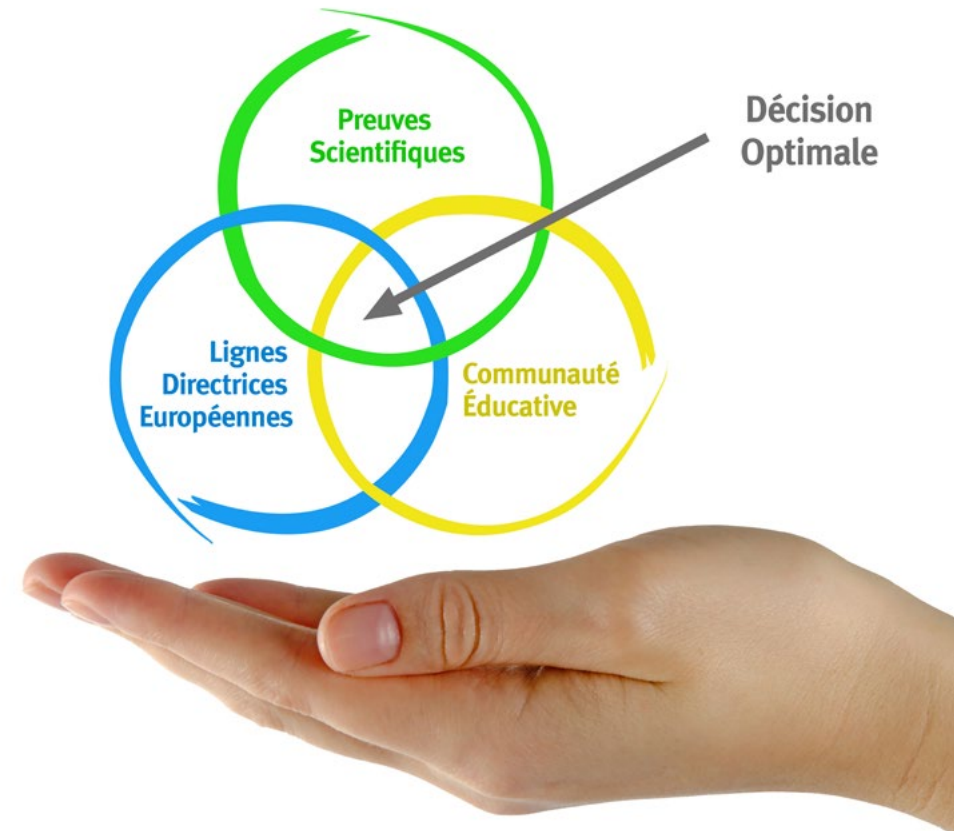 Preuves
Scientifiques
Décision
Optimale
Lignes
Directrices
Européennes
Communauté
Éducative